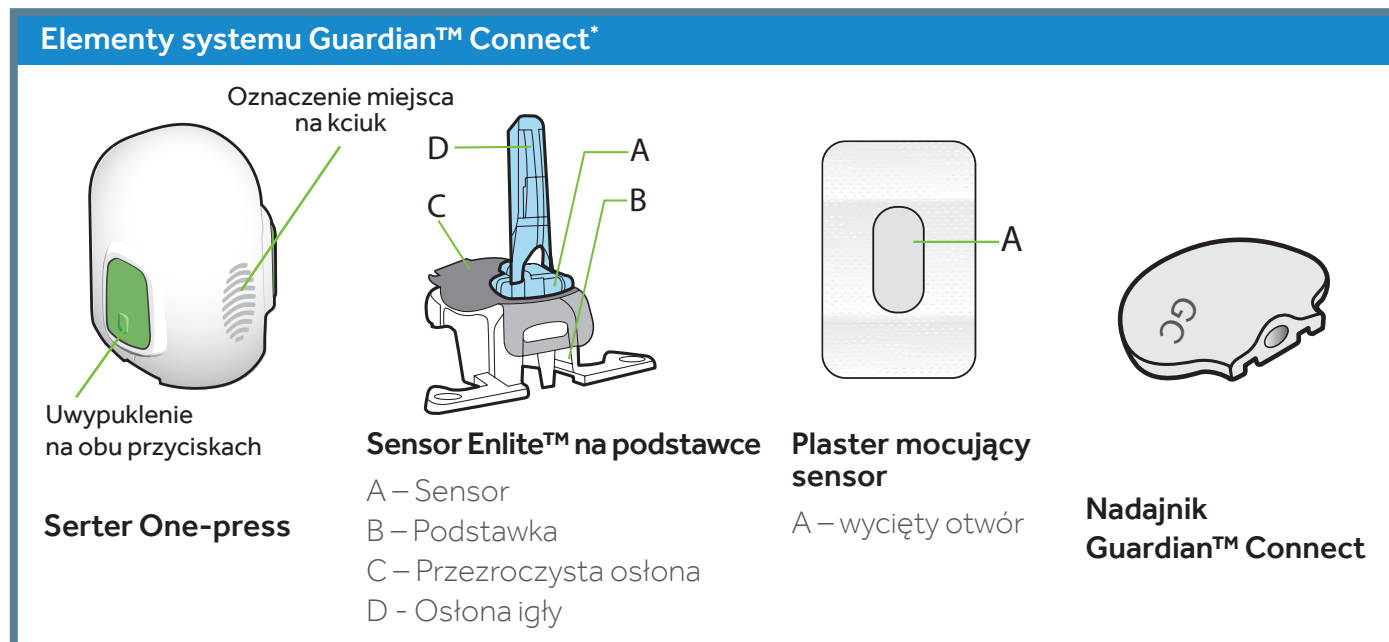 Elementy systemu Guardian™ Connect*
Oznaczenie miejsca
na kciuk
Uwypuklenie
na obu przyciskach
Serter One-press
D
A
C
B
Sensor Enlite™ na podstawce
A – Sensor
B – Podstawka
C – Przezroczysta osłona
D - Osłona igły
A
Plaster mocujący
sensor
A – wycięty otwór
GC
Nadajnik
Guardian™ Connect